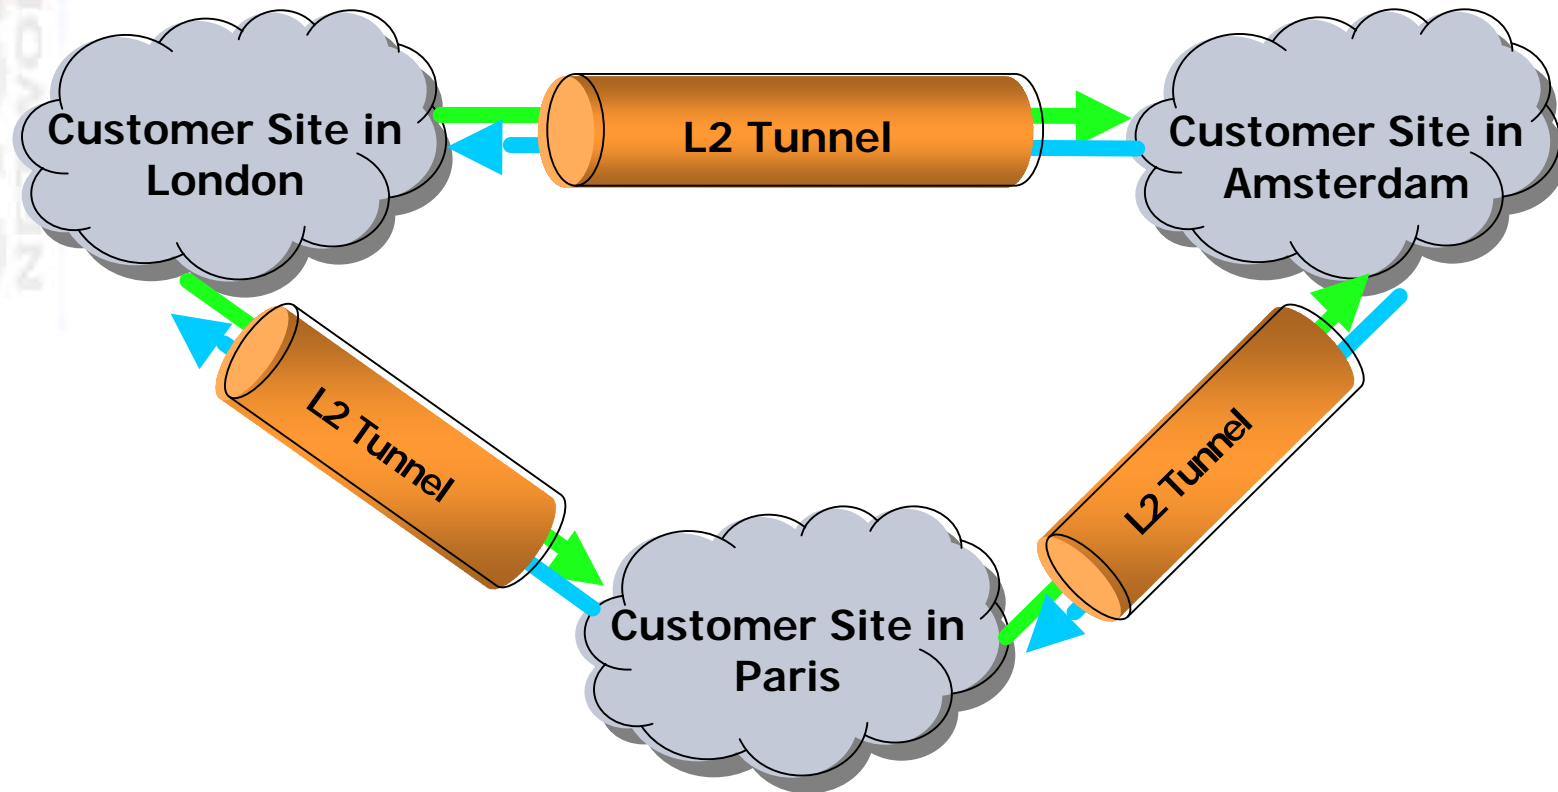 Customer Site in
London
L2 Tunnel
Customer Site in
Amsterdam
L2 Tunnel
L2 Tunnel
Customer Site in
Paris